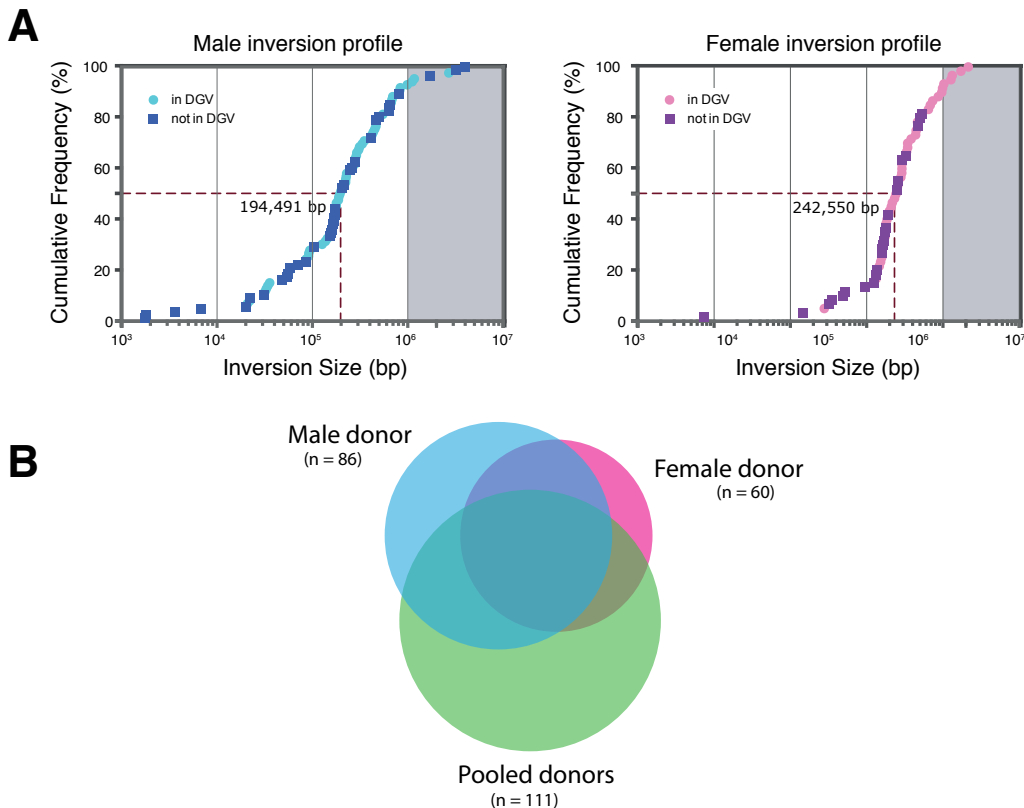 A
Male inversion profile
Cumulative Frequency (%)
100
80
60
40
20
0
in DGV
not in DGV
194,491 bp
10³
10⁴
10⁵
10⁶
10⁷
Inversion Size (bp)
Female inversion profile
Cumulative Frequency (%)
100
80
60
40
20
0
in DGV
not in DGV
242,550 bp
10³
10⁴
10⁵
10⁶
10⁷
Inversion Size (bp)
B
Male donor
(n = 86)
Female donor
(n = 60)
Pooled donors
(n = 111)